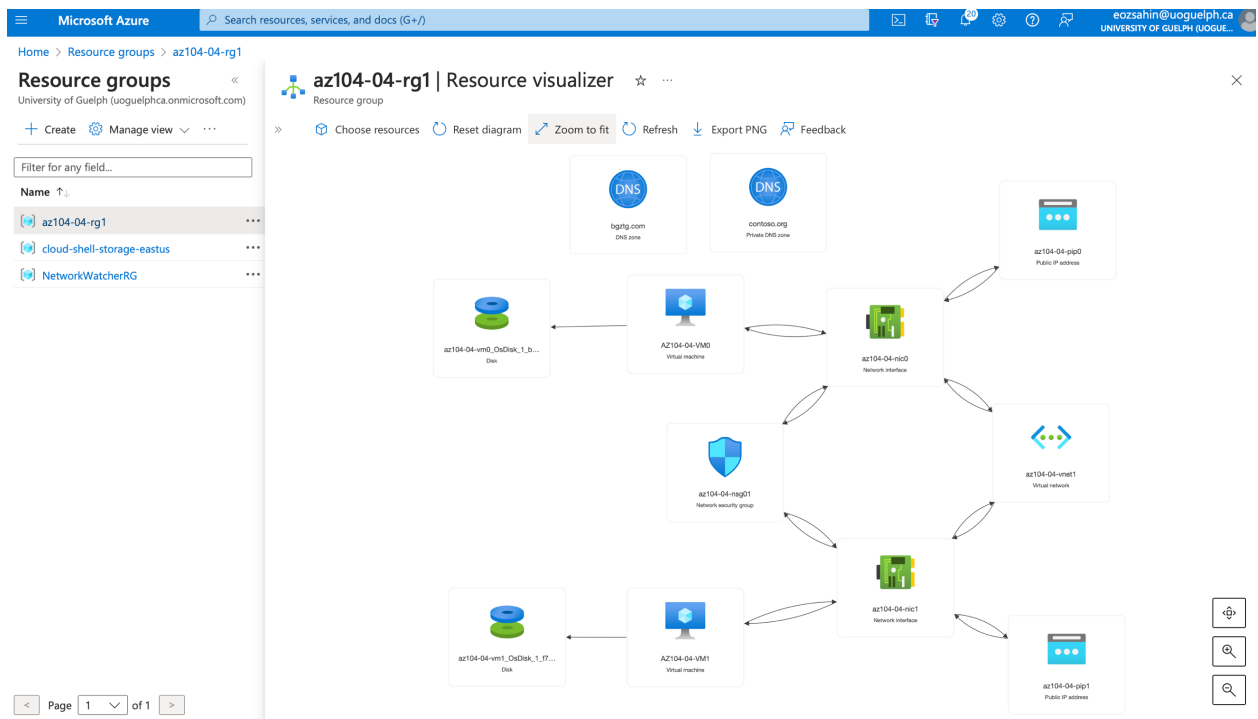 Microsoft Azure
Search resources, services, and docs (G+/)
20
eozsahin@uoguelph.ca
UNIVERSITY OF GUELPH (UOGUE...
Home > Resource groups > az104-04-rg1
Resource groups
University of Guelph (uoguelphca.onmicrosoft.com)
Create Manage view ...
Filter for any field...
Name
az104-04-rg1
cloud-shell-storage-eastus
NetworkWatcherRG
< Page 1 of 1 >
az104-04-rg1 | Resource visualizer ...
Resource group
Choose resources Reset diagram Zoom to fit Refresh Export PNG Feedback
DNS
bgztg.com
DNS zone
DNS
contoso.org
Private DNS zone
az104-04-pip0
Public IP address
az104-04-vm0_OsDisk_1_b...
Disk
AZ104-04-VM0
Virtual machine
az104-04-nic0
Network interface
az104-04-nsg01
Network security group
az104-04-vnet1
Virtual network
az104-04-vm1_OsDisk_1_f7...
Disk
AZ104-04-VM1
Virtual machine
az104-04-nic1
Network interface
az104-04-pip1
Public IP address